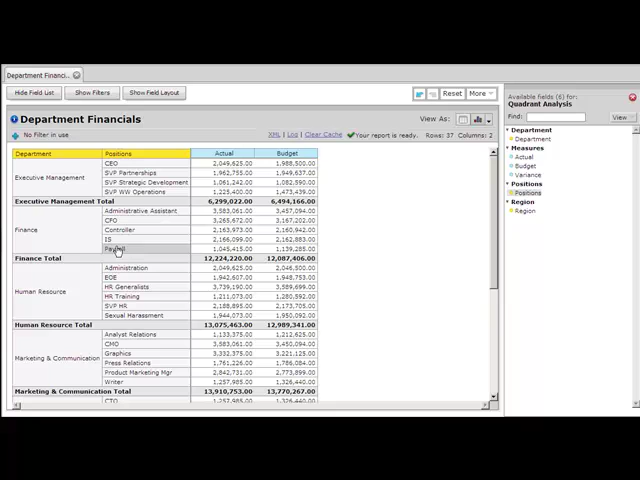 Department Financi...
Hide Field List Show Filters Show Field Layout Reset More
Department Financials View As:
No Filter in use XML | Log | Clear Cache Your report is ready. Rows: 37 Columns: 2
Department Positions Actual Budget
CEO 2,049,625.00 1,988,500.00
SVP Partnerships 1,962,755.00 1,949,637.00
Executive Management
SVP Strategic Development 1,061,242.00 1,082,590.00
SVP WW Operations 1,225,400.00 1,473,439.00
Executive Management Total 6,299,022.00 6,494,166.00
Administrative Assistant 3,583,061.00 3,457,094.00
CFO 3,265,672.00 3,167,202.00
Finance Controller 2,163,973.00 2,160,942.00
IS 2,166,099.00 2,162,883.00
1,045,415.00 1,139,285.00
Finance Total 12,224,220.00 12,087,406.00
Administration 2,049,625.00 2,046,500.00
EOE 1,942,607.00 1,948,753.00
HR Generalists 3,739,190.00 3,589,699.00
Human Resource
HR Training 1,211,073.00 1,280,592.00
SVP HR 2,188,895.00 2,173,705.00
Sexual Harassment 1,944,073.00 1,950,092.00
Human Resource Total 13,075,463.00 12,989,341.00
Analyst Relations 1,133,375.00 1,212,625.00
CMO 3,583,061.00 3,450,094.00
Graphics 3,332,375.00 3,221,125.00
Marketing & Communication Press Relations 1,761,226.00 1,786,084.00
Product Marketing Mgr 2,842,731.00 2,773,899.00
Writer 1,257,985.00 1,326,440.00
Marketing & Communication Total 13,910,753.00 13,770,267.00
CTO 1,257,985.00 1,326,440.00
Available fields (6) for:
Quadrant Analysis
Find: View
Department
Department
Measures
Actual
Budget
Variance
Positions
Positions
Region
Region